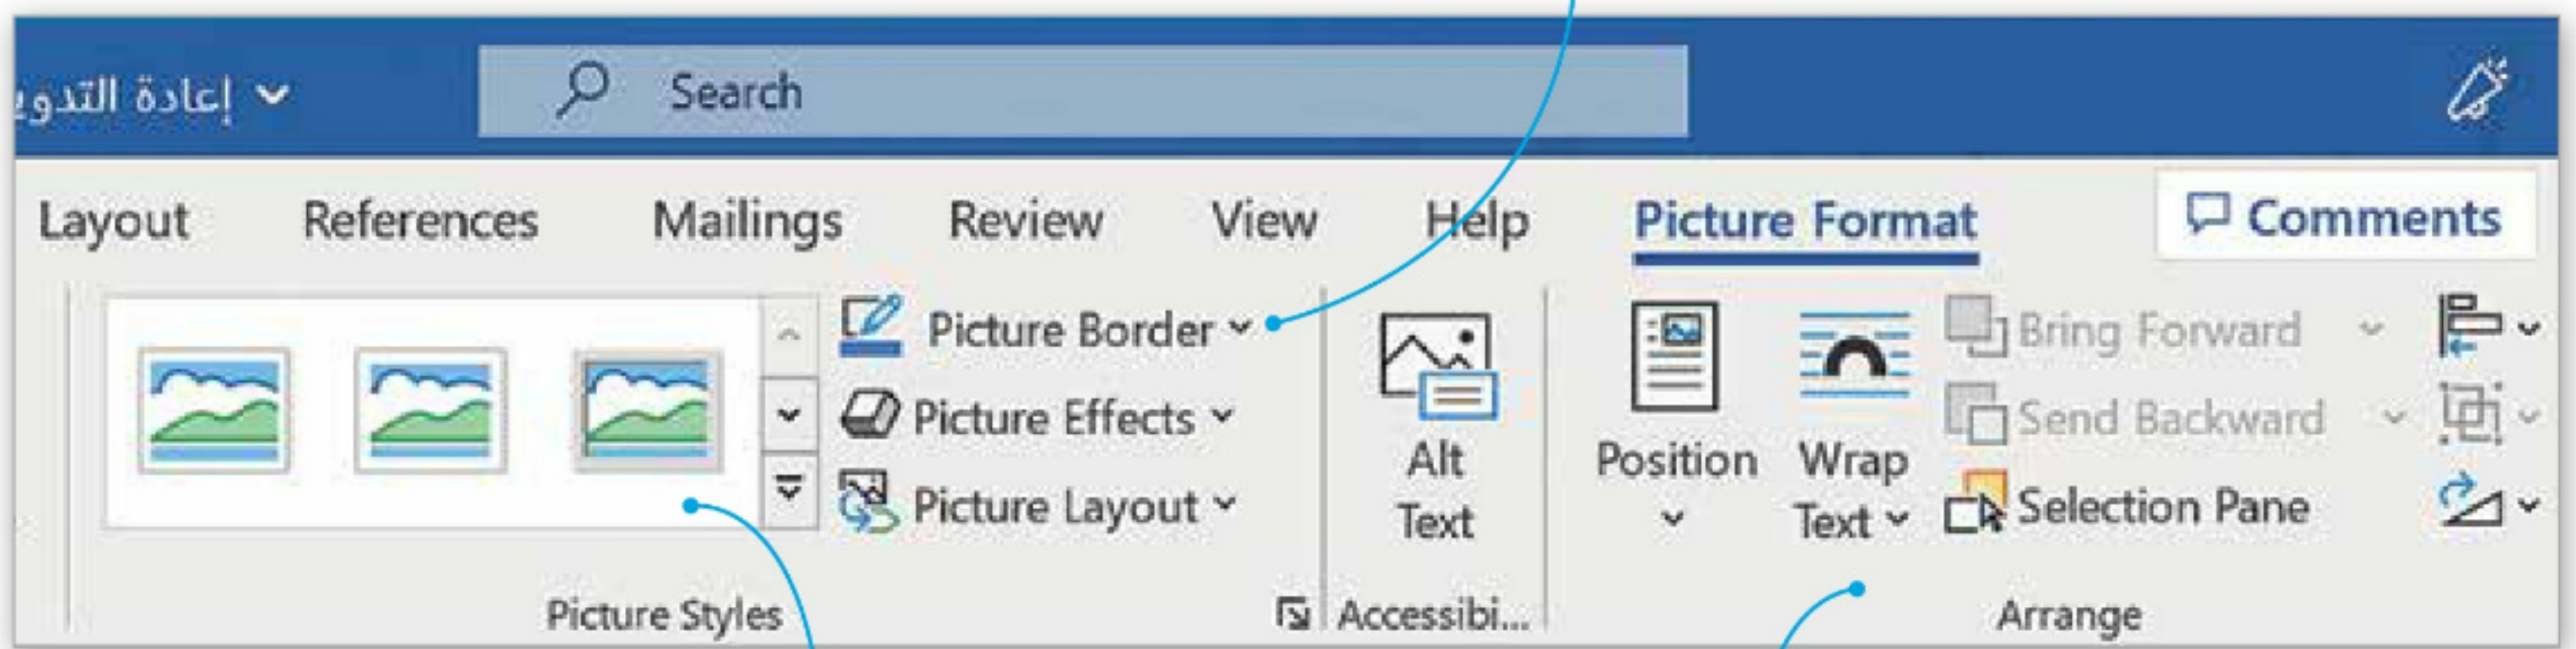 إعادة التدوي
Search
Layout References Mailings Review View Help Picture Format Comments
Picture Border
Picture Effects
Picture Layout
Picture Styles
Alt
Text
Accessibi...
Position
Wrap
Text
Bring Forward
Send Backward
Selection Pane
Arrange